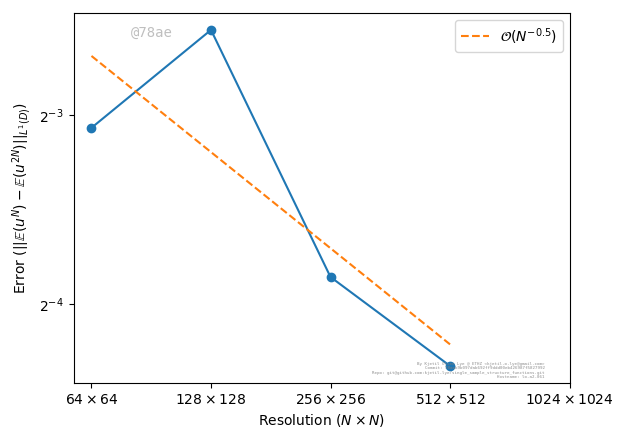 @78ae
𝒪(N^{-0.5})
2^{-3}
2^{-4}
Error (||𝔼(u^N) − 𝔼(u^{2N})||_{L^1(D)})
64 × 64
128 × 128
256 × 256
512 × 512
1024 × 1024
Resolution (N × N)